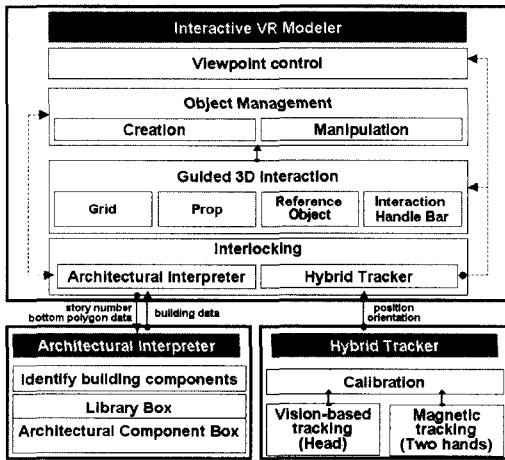 Interactive VR Modeler
Viewpoint control
Object Management
Creation
Manipulation
Guided 3D Interaction
Grid
Prop
Reference
Object
Interaction
Handle Bar
Interlocking
Architectural Interpreter
Hybrid Tracker
story number
bottom polygon data
building data
position
orientation
Architectural Interpreter
Identify building components
Library Box
Architectural Component Box
Hybrid Tracker
Calibration
Vision-based
tracking
(Head)
Magnetic
tracking
(Two hands)